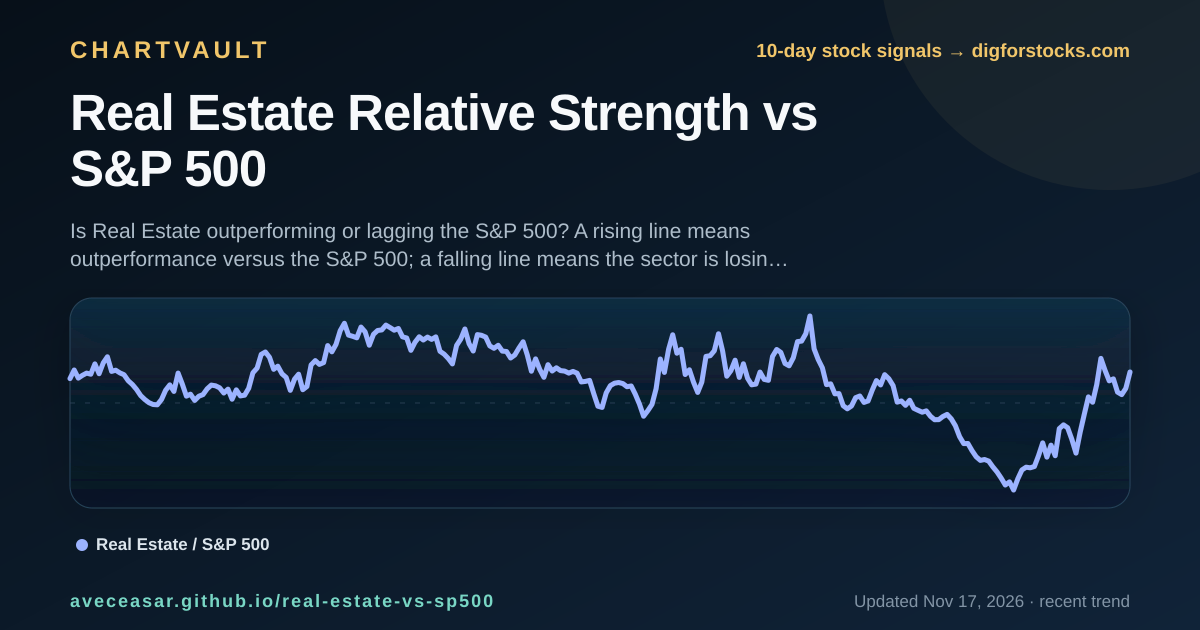 CHARTVAULT
10-day stock signals → digforstocks.com
Real Estate Relative Strength vs
S&P 500
Is Real Estate outperforming or lagging the S&P 500? A rising line means
outperformance versus the S&P 500; a falling line means the sector is losin…
Real Estate / S&P 500
aveceasar.github.io/real-estate-vs-sp500
Updated Nov 17, 2026 · recent trend